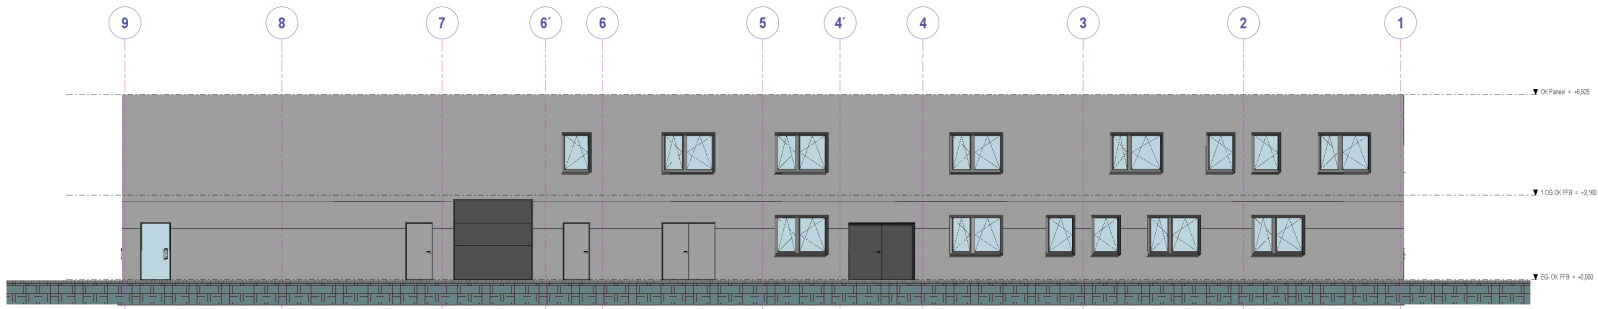 9 8 7 6´ 6 5 4´ 4 3 2 1
OK Paneel = +6,925
1.OG OK FFB = +3,160
EG- OK FFB = +0,000